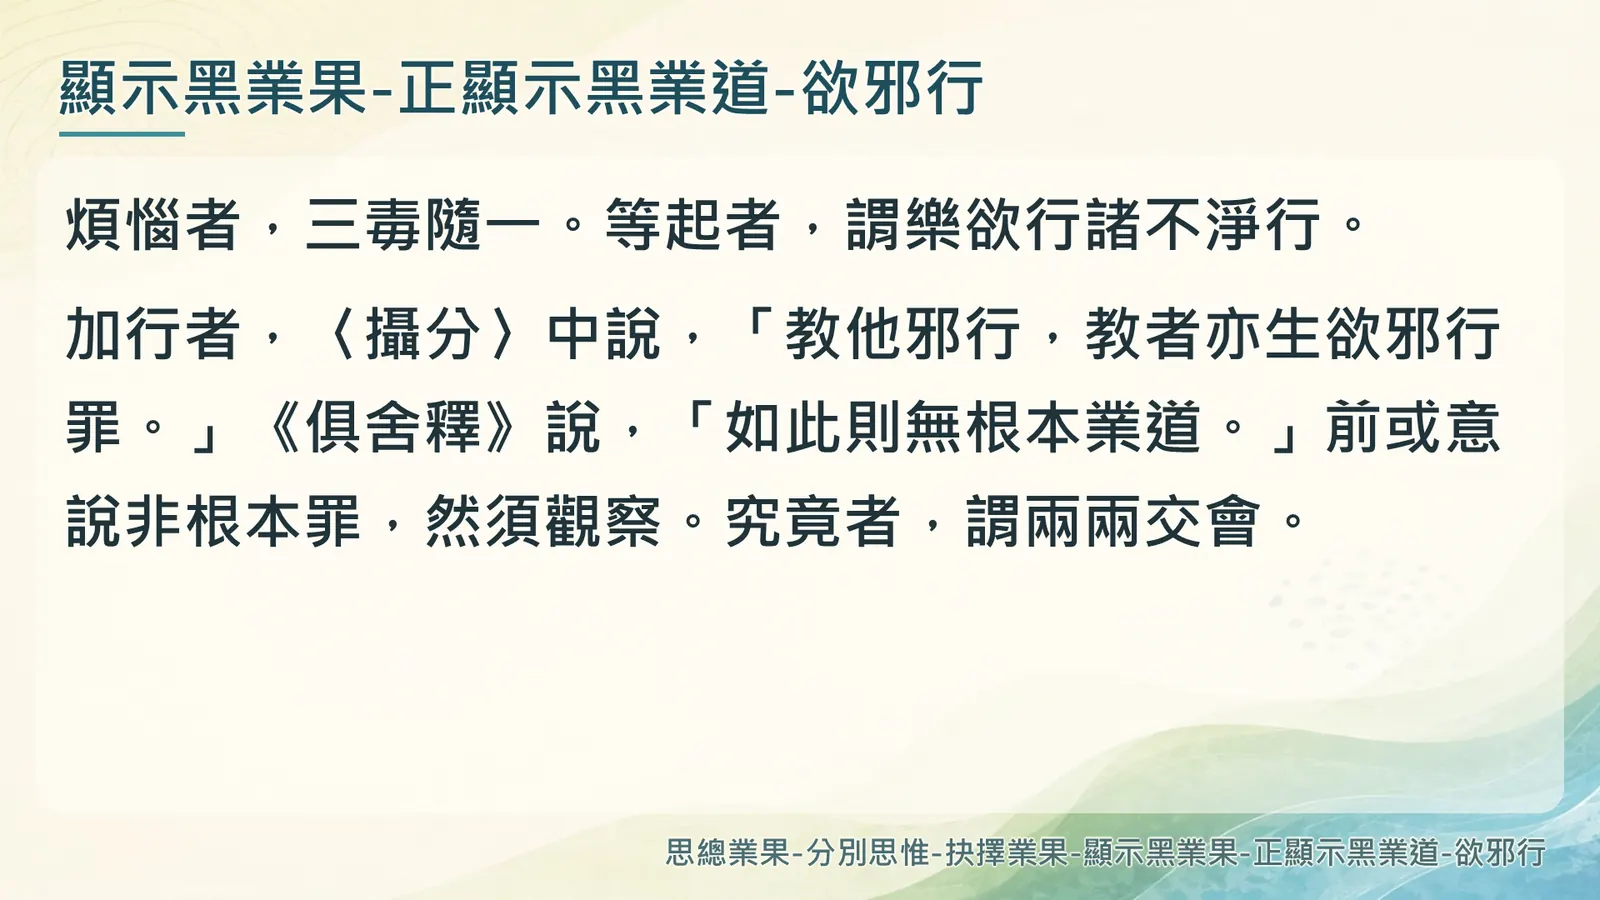 顯示黑業果-正顯示黑業道-欲邪行
煩惱者，三毒隨一。等起者，謂樂欲行諸不淨行。
加行者，〈攝分〉中說，「教他邪行，教者亦生欲邪行
罪。」《俱舍釋》說，「如此則無根本業道。」前或意
說非根本罪，然須觀察。究竟者，謂兩兩交會。
思總業果-分別思惟-抉擇業果-顯示黑業果-正顯示黑業道-欲邪行